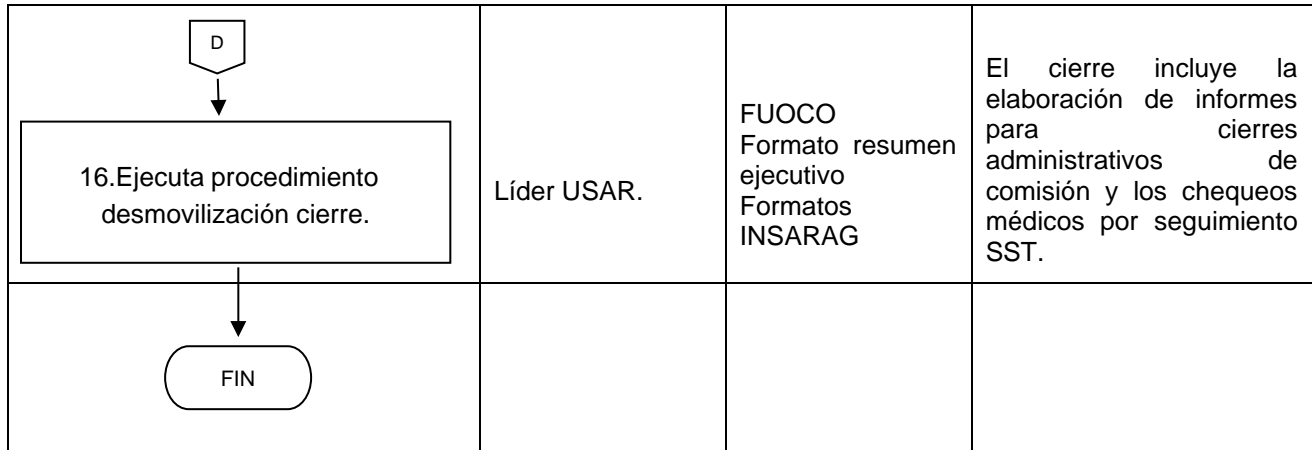 D
16.Ejecuta procedimiento
desmovilización cierre.
Líder USAR.
FUOCO
Formato resumen
ejecutivo
Formatos
INSARAG
El cierre incluye la
elaboración de informes
para cierres
administrativos de
comisión y los chequeos
médicos por seguimiento
SST.
FIN